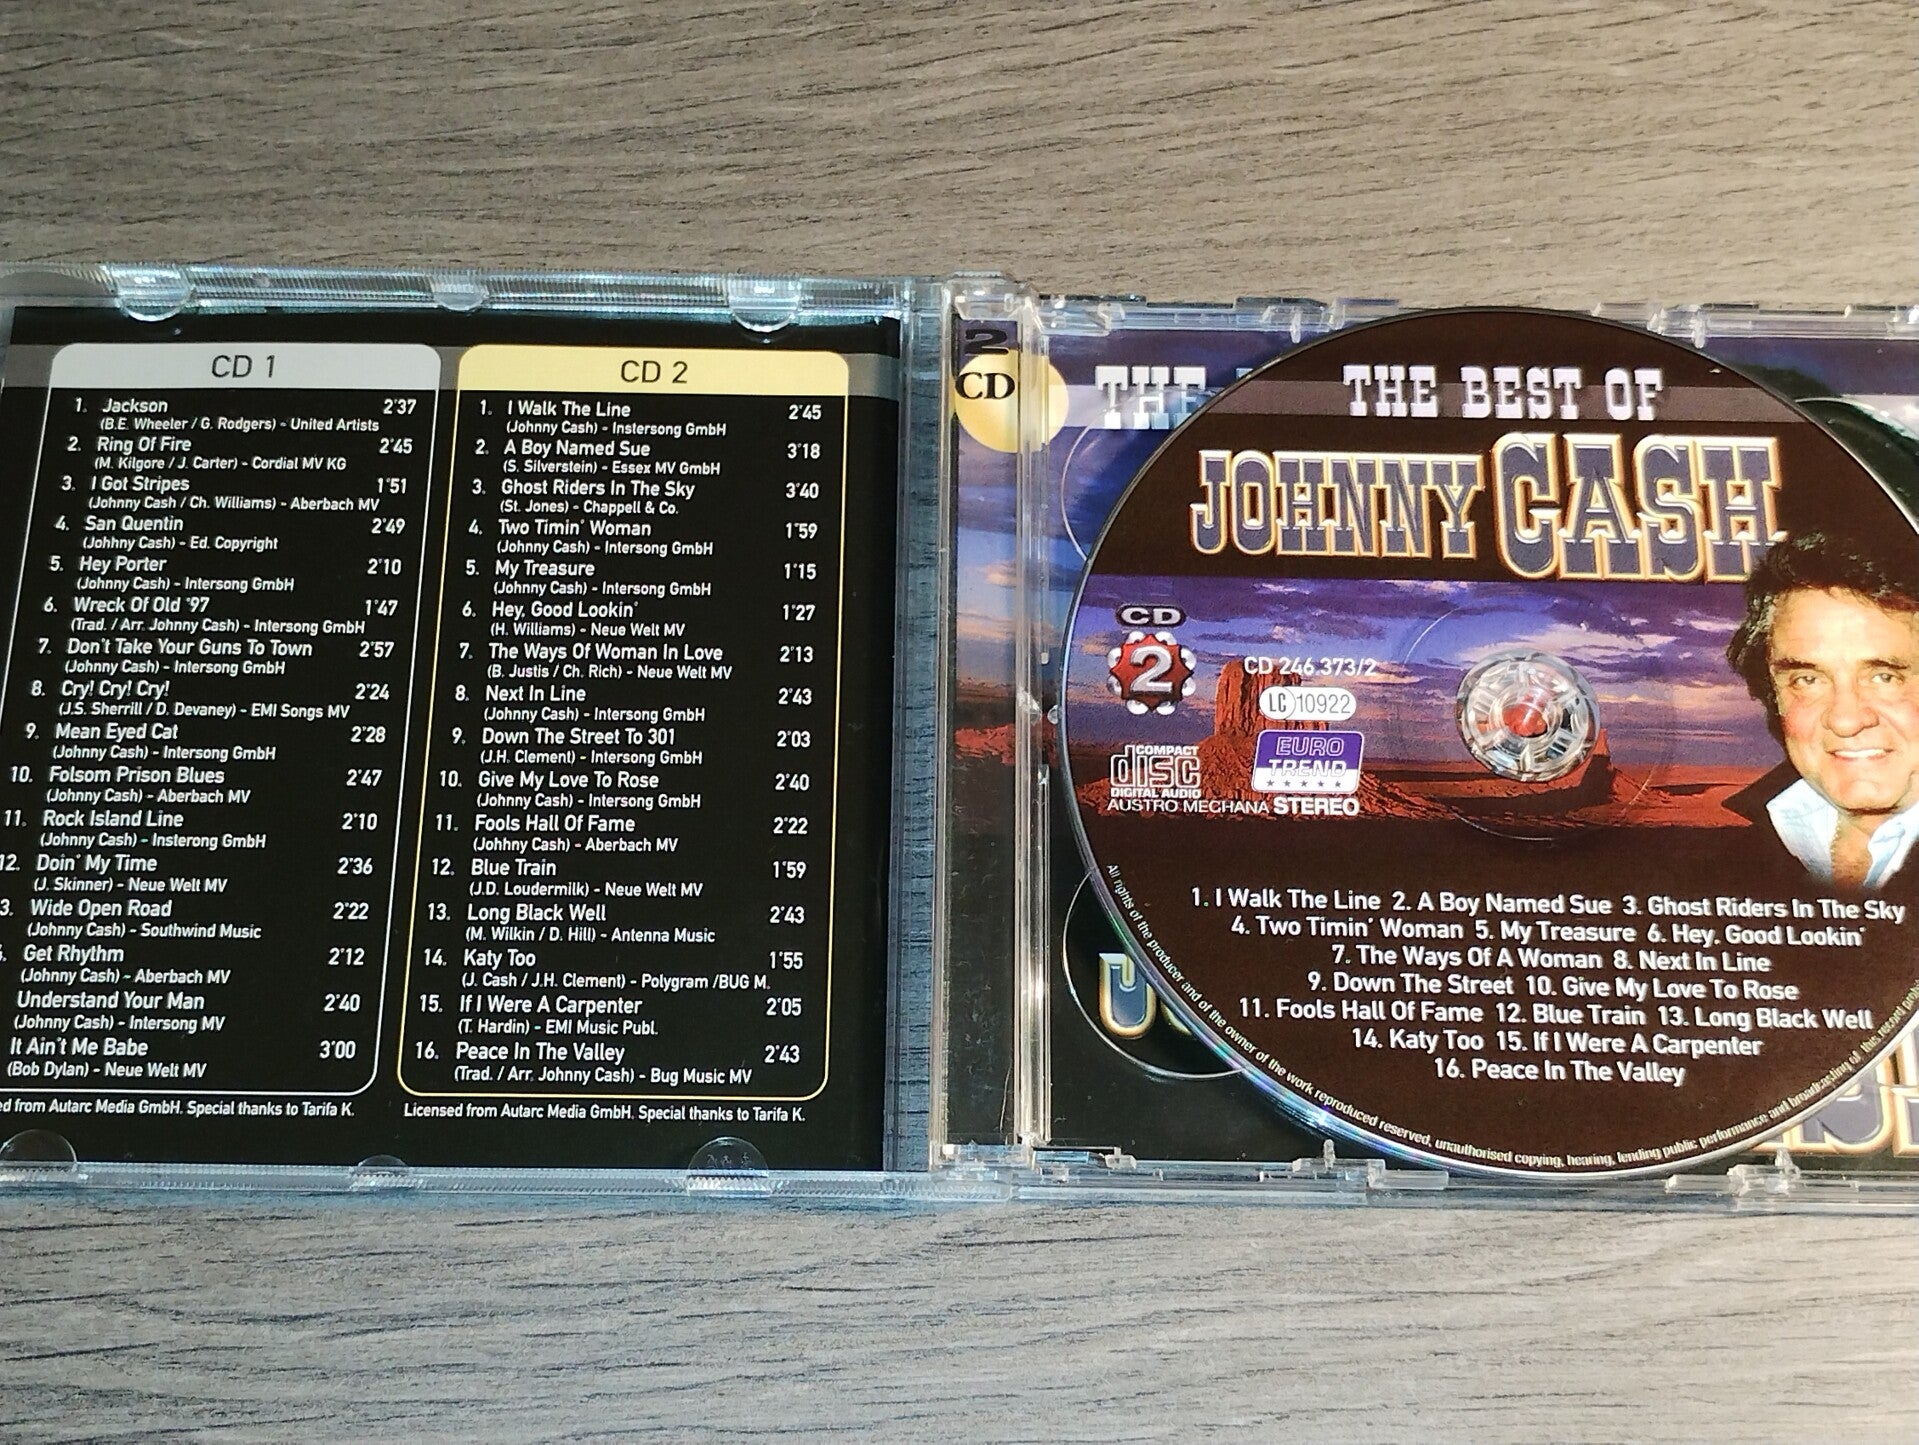 CD 1
1. Jackson 2'37
(B.E. Wheeler / G. Rodgers) - United Artists
2. Ring Of Fire 2'45
(M. Kilgore / J. Carter) - Cordial MV KG
3. I Got Stripes 1'51
(Johnny Cash / Ch. Williams) - Aberbach MV
4. San Quentin 2'49
(Johnny Cash) - Ed. Copyright
5. Hey Porter 2'10
(Johnny Cash) - Intersong GmbH
6. Wreck Of Old '97 1'47
(Trad. / Arr. Johnny Cash) - Intersong GmbH
7. Don't Take Your Guns To Town 2'57
(Johnny Cash) - Intersong GmbH
8. Cry! Cry! Cry! 2'24
(J.S. Sherrill / D. Devaney) - EMI Songs MV
9. Mean Eyed Cat 2'28
(Johnny Cash) - Intersong GmbH
10. Folsom Prison Blues 2'47
(Johnny Cash) - Aberbach MV
11. Rock Island Line 2'10
(Johnny Cash) - Insterong GmbH
12. Doin' My Time 2'36
(J. Skinner) - Neue Welt MV
3. Wide Open Road 2'22
(Johnny Cash) - Southwind Music
Get Rhythm 2'12
(Johnny Cash) - Aberbach MV
Understand Your Man 2'40
(Johnny Cash) - Intersong MV
It Ain't Me Babe 3'00
(Bob Dylan) - Neue Welt MV
ed from Autarc Media GmbH. Special thanks to Tarifa K.
CD 2
1. I Walk The Line 2'45
(Johnny Cash) - Instersong GmbH
2. A Boy Named Sue 3'18
(S. Silverstein) - Essex MV GmbH
3. Ghost Riders In The Sky 3'40
(St. Jones) - Chappell & Co.
4. Two Timin' Woman 1'59
(Johnny Cash) - Intersong GmbH
5. My Treasure 1'15
(Johnny Cash) - Intersong GmbH
6. Hey, Good Lookin' 1'27
(H. Williams) - Neue Welt MV
7. The Ways Of Woman In Love 2'13
(B. Justis / Ch. Rich) - Neue Welt MV
8. Next In Line 2'43
(Johnny Cash) - Intersong GmbH
9. Down The Street To 301 2'03
(J.H. Clement) - Intersong GmbH
10. Give My Love To Rose 2'40
(Johnny Cash) - Intersong GmbH
11. Fools Hall Of Fame 2'22
(Johhny Cash) - Aberbach MV
12. Blue Train 1'59
(J.D. Loudermilk) - Neue Welt MV
13. Long Black Well 2'43
(M. Wilkin / D. Hill) - Antenna Music
14. Katy Too 1'55
(J. Cash / J.H. Clement) - Polygram /BUG M.
15. If I Were A Carpenter 2'05
(T. Hardin) - EMI Music Publ.
16. Peace In The Valley 2'43
(Trad. / Arr. Johnny Cash) - Bug Music MV
Licensed from Autarc Media GmbH. Special thanks to Tarifa K.
2
CD
THE
THE BEST OF
JOHNNY CASH
CD
2
CD 246.373/2
LC 10922
EURO
TREND
COMPACT
disc
DIGITAL AUDIO
AUSTRO MECHANA STEREO
1. I Walk The Line 2. A Boy Named Sue 3. Ghost Riders In The Sky
4. Two Timin' Woman 5. My Treasure 6. Hey, Good Lookin'
7. The Ways Of A Woman 8. Next In Line
9. Down The Street 10. Give My Love To Rose
11. Fools Hall Of Fame 12. Blue Train 13. Long Black Well
14. Katy Too 15. If I Were A Carpenter
16. Peace In The Valley
All rights of the producer and of the owner of the work reproduced reserved, unauthorised copying, hearing, lending public performance and broadcasting of this record